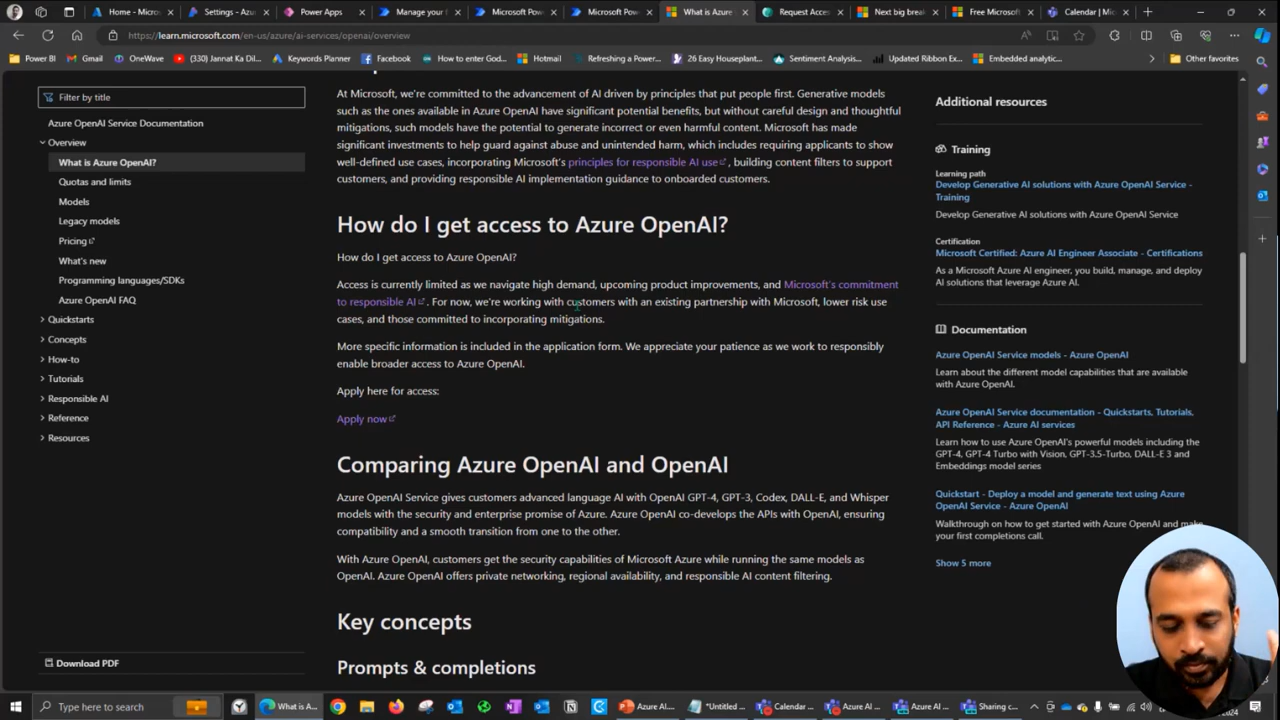 Home - Micros
Settings - Azu
Power Apps
Manage your f
Microsoft Powe
Microsoft Powe
What is Azure
Request Acces
Next big break
Free Microsoft
Calendar | Mic
https://learn.microsoft.com/en-us/azure/ai-services/openai/overview
Power BI
Gmail
OneWave
(330) Jannat Ka Dil...
Keywords Planner
Facebook
How to enter God...
Hotmail
Refreshing a Power...
26 Easy Houseplant...
Sentiment Analysis...
Updated Ribbon Ex...
Embedded analytic...
Other favorites
Filter by title
Azure OpenAI Service Documentation
Overview
What is Azure OpenAI?
Quotas and limits
Models
Legacy models
Pricing
What's new
Programming languages/SDKs
Azure OpenAI FAQ
Quickstarts
Concepts
How-to
Tutorials
Responsible AI
Reference
Resources
Download PDF
At Microsoft, we're committed to the advancement of AI driven by principles that put people first. Generative models
such as the ones available in Azure OpenAI have significant potential benefits, but without careful design and thoughtful
mitigations, such models have the potential to generate incorrect or even harmful content. Microsoft has made
significant investments to help guard against abuse and unintended harm, which includes requiring applicants to show
well-defined use cases, incorporating Microsoft's principles for responsible AI use, building content filters to support
customers, and providing responsible AI implementation guidance to onboarded customers.
How do I get access to Azure OpenAI?
How do I get access to Azure OpenAI?
Access is currently limited as we navigate high demand, upcoming product improvements, and Microsoft's commitment
to responsible AI. For now, we're working with customers with an existing partnership with Microsoft, lower risk use
cases, and those committed to incorporating mitigations.
More specific information is included in the application form. We appreciate your patience as we work to responsibly
enable broader access to Azure OpenAI.
Apply here for access:
Apply now
Comparing Azure OpenAI and OpenAI
Azure OpenAI Service gives customers advanced language AI with OpenAI GPT-4, GPT-3, Codex, DALL-E, and Whisper
models with the security and enterprise promise of Azure. Azure OpenAI co-develops the APIs with OpenAI, ensuring
compatibility and a smooth transition from one to the other.
With Azure OpenAI, customers get the security capabilities of Microsoft Azure while running the same models as
OpenAI. Azure OpenAI offers private networking, regional availability, and responsible AI content filtering.
Key concepts
Prompts & completions
Additional resources
Training
Learning path
Develop Generative AI solutions with Azure OpenAI Service -
Training
Develop Generative AI solutions with Azure OpenAI Service
Certification
Microsoft Certified: Azure AI Engineer Associate - Certifications
As a Microsoft AI engineer, you build, manage, and deploy
AI solutions that leverage Azure AI.
Documentation
Azure OpenAI Service models - Azure OpenAI
Learn about the different model capabilities that are available
with Azure OpenAI.
Azure OpenAI Service documentation - Quickstarts, Tutorials,
API Reference - Azure AI services
Learn how to use Azure OpenAI's powerful models including the
GPT-4, GPT-4 Turbo with Vision, GPT-3.5-Turbo, DALL-E 3 and
Embeddings model series
Quickstart - Deploy a model and generate text using Azure
OpenAI Service - Azure OpenAI
Walkthrough on how to get started with Azure OpenAI and make
your first completions call.
Show 5 more
Type here to search
What is A...
Azure AI...
*Untitled ...
Calendar ...
Azure AI ...
Azure AI ...
Sharing c...